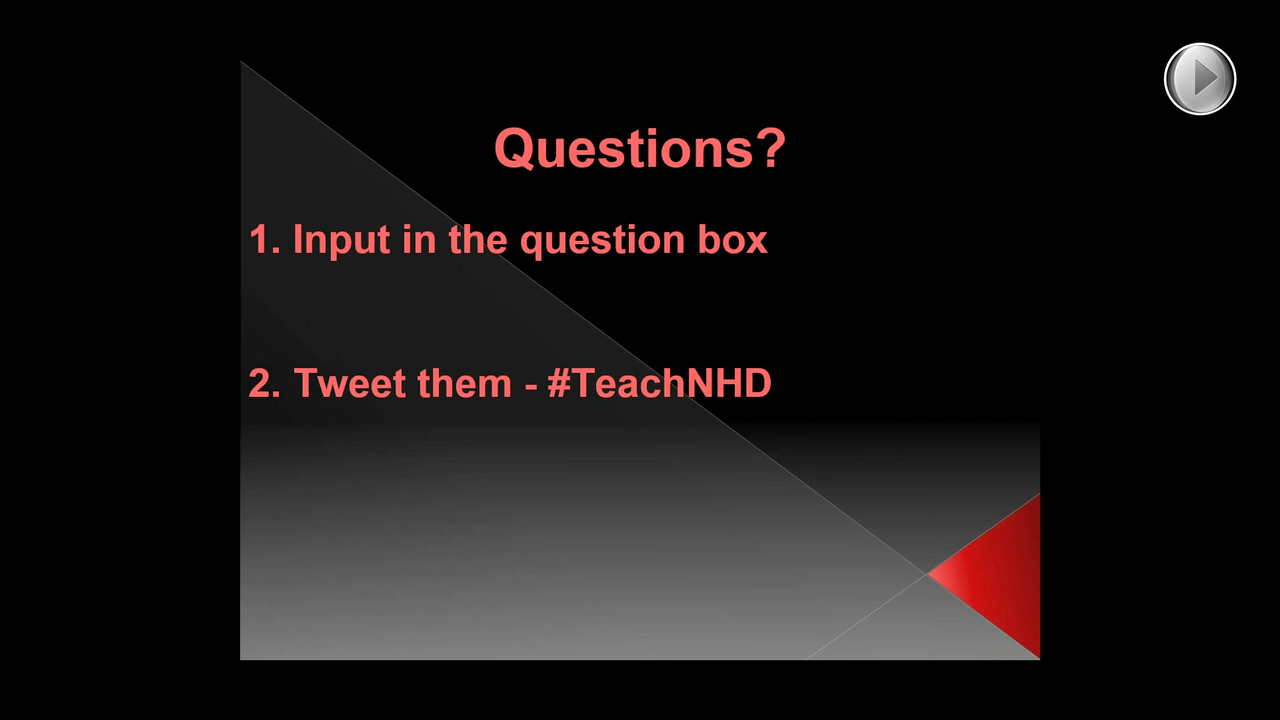 Questions?
1. Input in the question box
2. Tweet them - #TeachNHD